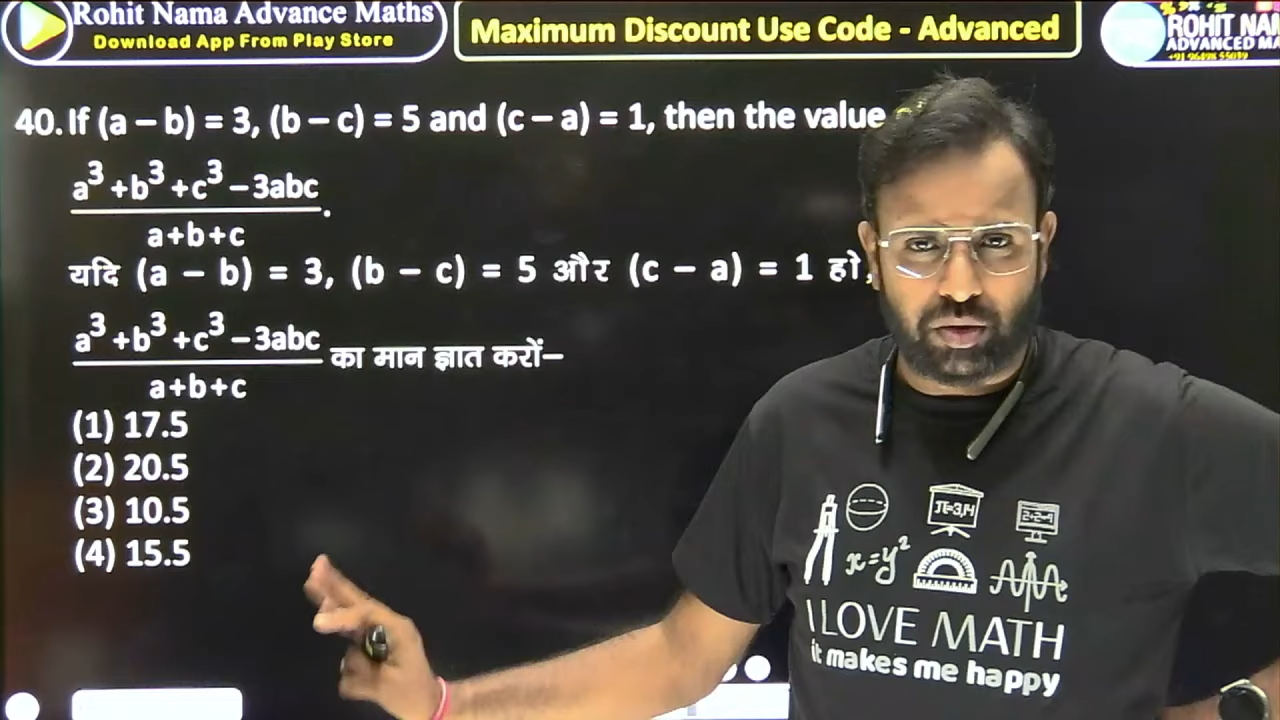 Rohit Nama Advance Maths
Download App From Play Store
Maximum Discount Use Code - Advanced
ROHIT NAM
ADVANCED MA
+91 96498 55039
40. If (a – b) = 3, (b – c) = 5 and (c – a) = 1, then the value
a³ +b³ +c³ – 3abc
a+b+c
.
यदि (a – b) = 3, (b – c) = 5 और (c – a) = 1 हो,
a³ +b³ +c³ – 3abc
का मान ज्ञात करों–
a+b+c
(1) 17.5
(2) 20.5
(3) 10.5
(4) 15.5
π=3,14
x=y²
I LOVE MATH
it makes me happy